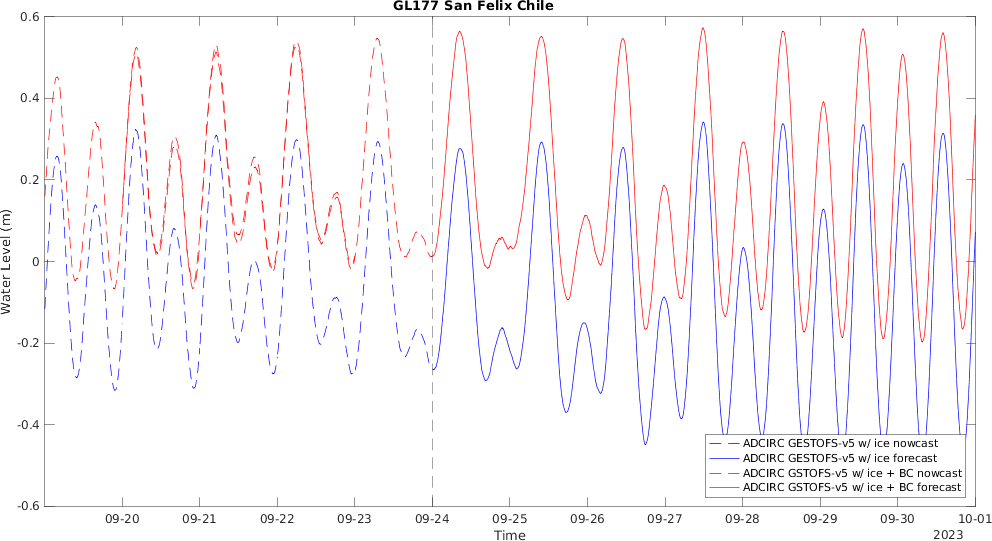 GL177 San Felix Chile
0.6
0.4
0.2
0
-0.2
-0.4
-0.6
Water Level (m)
ADCIRC GESTOFS-v5 w/ ice nowcast
ADCIRC GESTOFS-v5 w/ ice forecast
ADCIRC GSTOFS-v5 w/ ice + BC nowcast
ADCIRC GSTOFS-v5 w/ ice + BC forecast
09-20 09-21 09-22 09-23 09-24 09-25 09-26 09-27 09-28 09-29 09-30 10-01
Time
2023